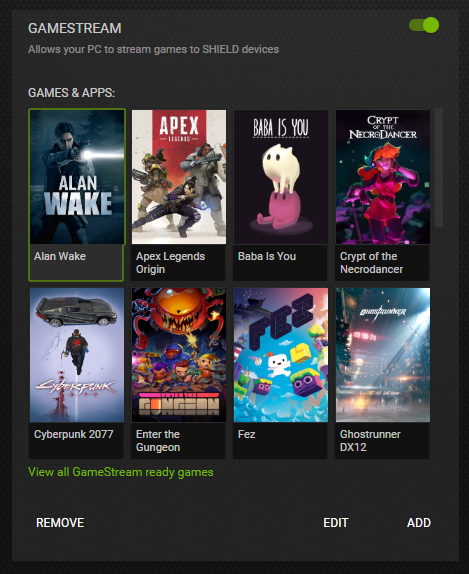 GAMESTREAM
Allows your PC to stream games to SHIELD devices
GAMES & APPS:
ALAN
WAKE
APEX
LEGENDS
BABA IS YOU
CRYPT
OF THE
NECRODANCER
Alan Wake
Apex Legends
Origin
Baba Is You
Crypt of the
Necrodancer
Cyberpunk
ENTER THE
GUNGEON
FEZ
GHOSTRUNNER
Cyberpunk 2077
Enter the
Gungeon
Fez
Ghostrunner
DX12
View all GameStream ready games
REMOVE
EDIT
ADD